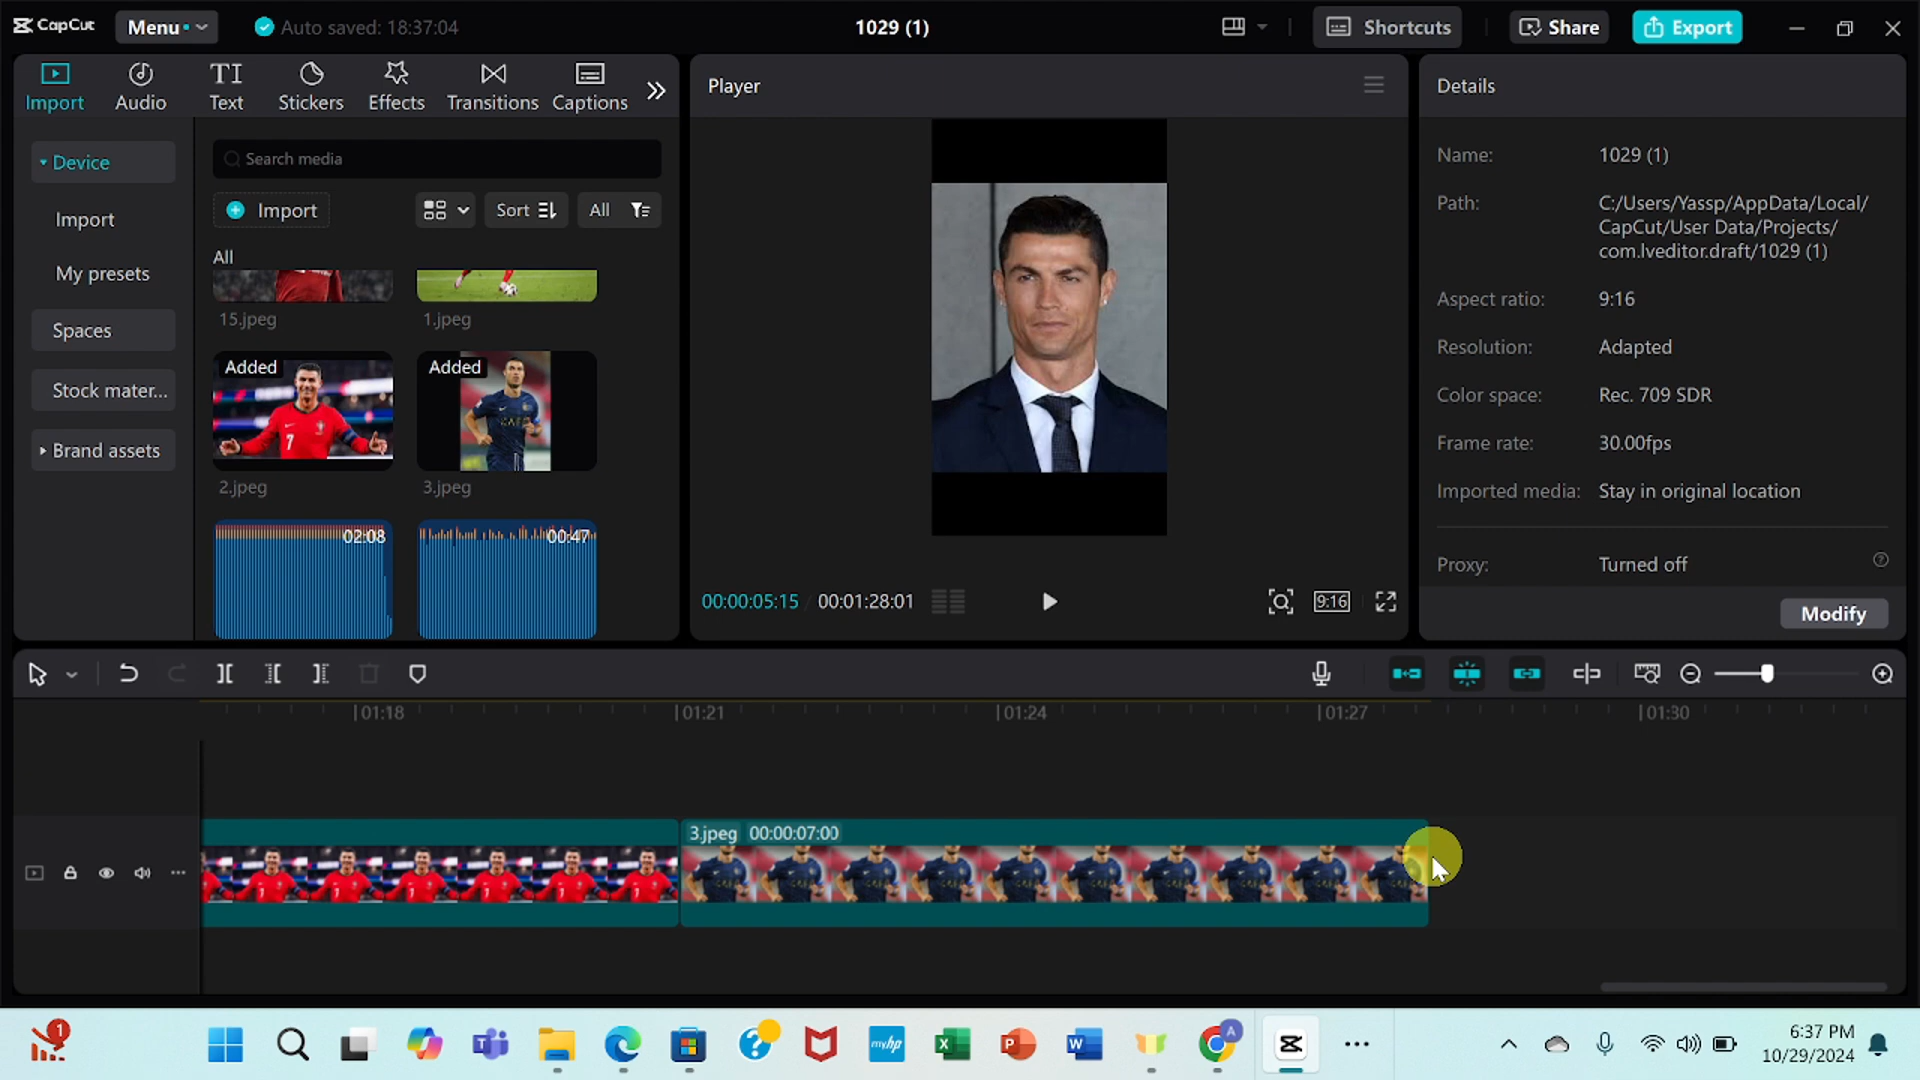 CapCut
Menu
Auto saved: 18:37:04
1029 (1)
Shortcuts
Share
Export
Import
Audio
TI
Text
Stickers
Effects
Transitions
Captions
Device
Import
My presets
Spaces
Stock mater...
Brand assets
Search media
Import
Sort
All
All
15.jpeg
1.jpeg
Added
7
Added
2.jpeg
3.jpeg
02:08
00:47
Player
00:00:05:15 / 00:01:28:01
9:16
Details
Name: 1029 (1)
Path: C:/Users/Yassp/AppData/Local/
CapCut/User Data/Projects/
com.lveditor.draft/1029 (1)
Aspect ratio: 9:16
Resolution: Adapted
Color space: Rec. 709 SDR
Frame rate: 30.00fps
Imported media: Stay in original location
Proxy: Turned off
Modify
01:18
01:21
01:24
01:27
01:30
3.jpeg 00:00:07:00
1
myhp
A
6:37 PM
10/29/2024